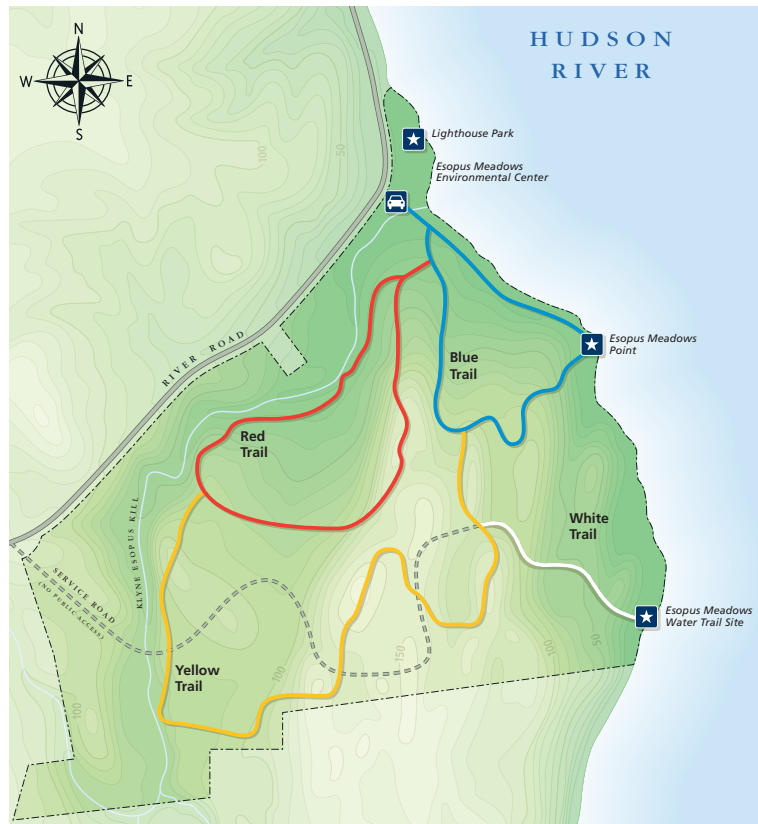 HUDSON
RIVER
N
W
E
S
Lighthouse Park
Esopus Meadows
Environmental Center
100
50
RIVER ROAD
Esopus Meadows
Point
Blue
Trail
Red
Trail
KLYNE ESOPUS KILL
White
Trail
SERVICE ROAD
(NO PUBLIC ACCESS)
Esopus Meadows
Water Trail Site
Yellow
Trail
100
150
100
50
100